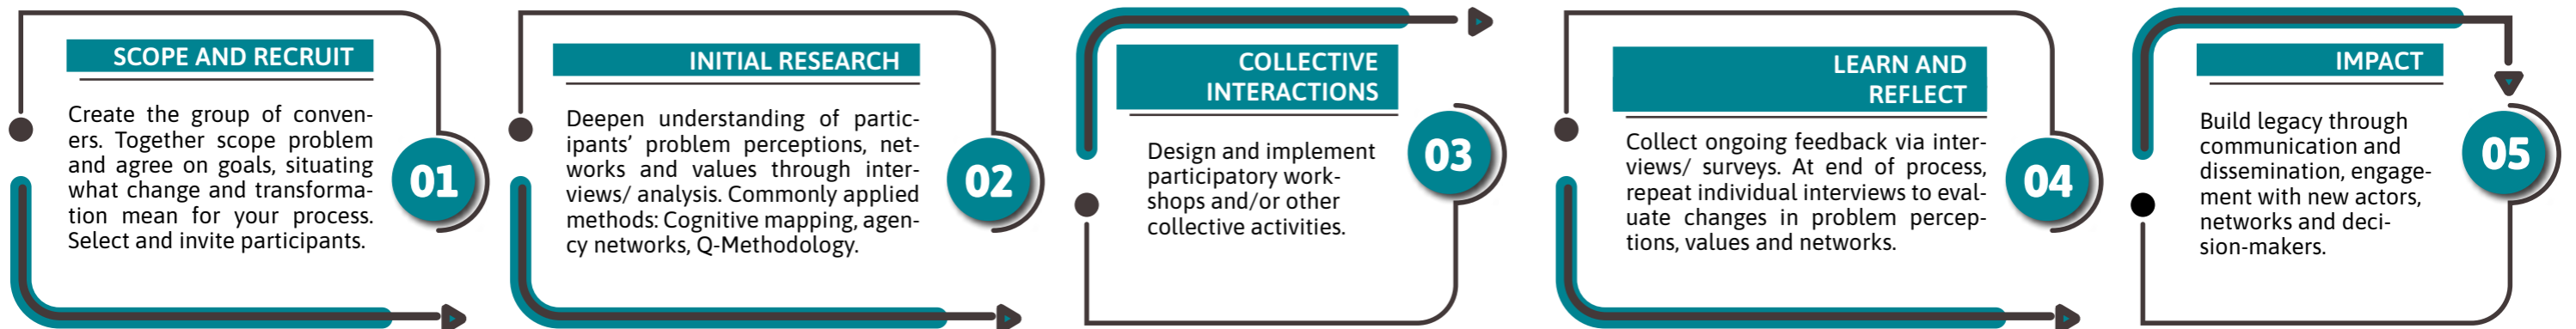 SCOPE AND RECRUIT
Create the group of conven-
ers. Together scope problem
and agree on goals, situating
what change and transforma-
tion mean for your process.
Select and invite participants.
01
INITIAL RESEARCH
Deepen understanding of partic-
ipants' problem perceptions, net-
works and values through inter-
views/ analysis. Commonly applied
methods: Cognitive mapping, agen-
cy networks, Q-Methodology.
02
COLLECTIVE
INTERACTIONS
Design and implement
participatory work-
shops and/or other
collective activities.
03
LEARN AND
REFLECT
Collect ongoing feedback via inter-
views/ surveys. At end of process,
repeat individual interviews to eval-
uate changes in problem percep-
tions, values and networks.
04
IMPACT
Build legacy through
communication and
dissemination, engage-
ment with new actors,
networks and deci-
sion-makers.
05